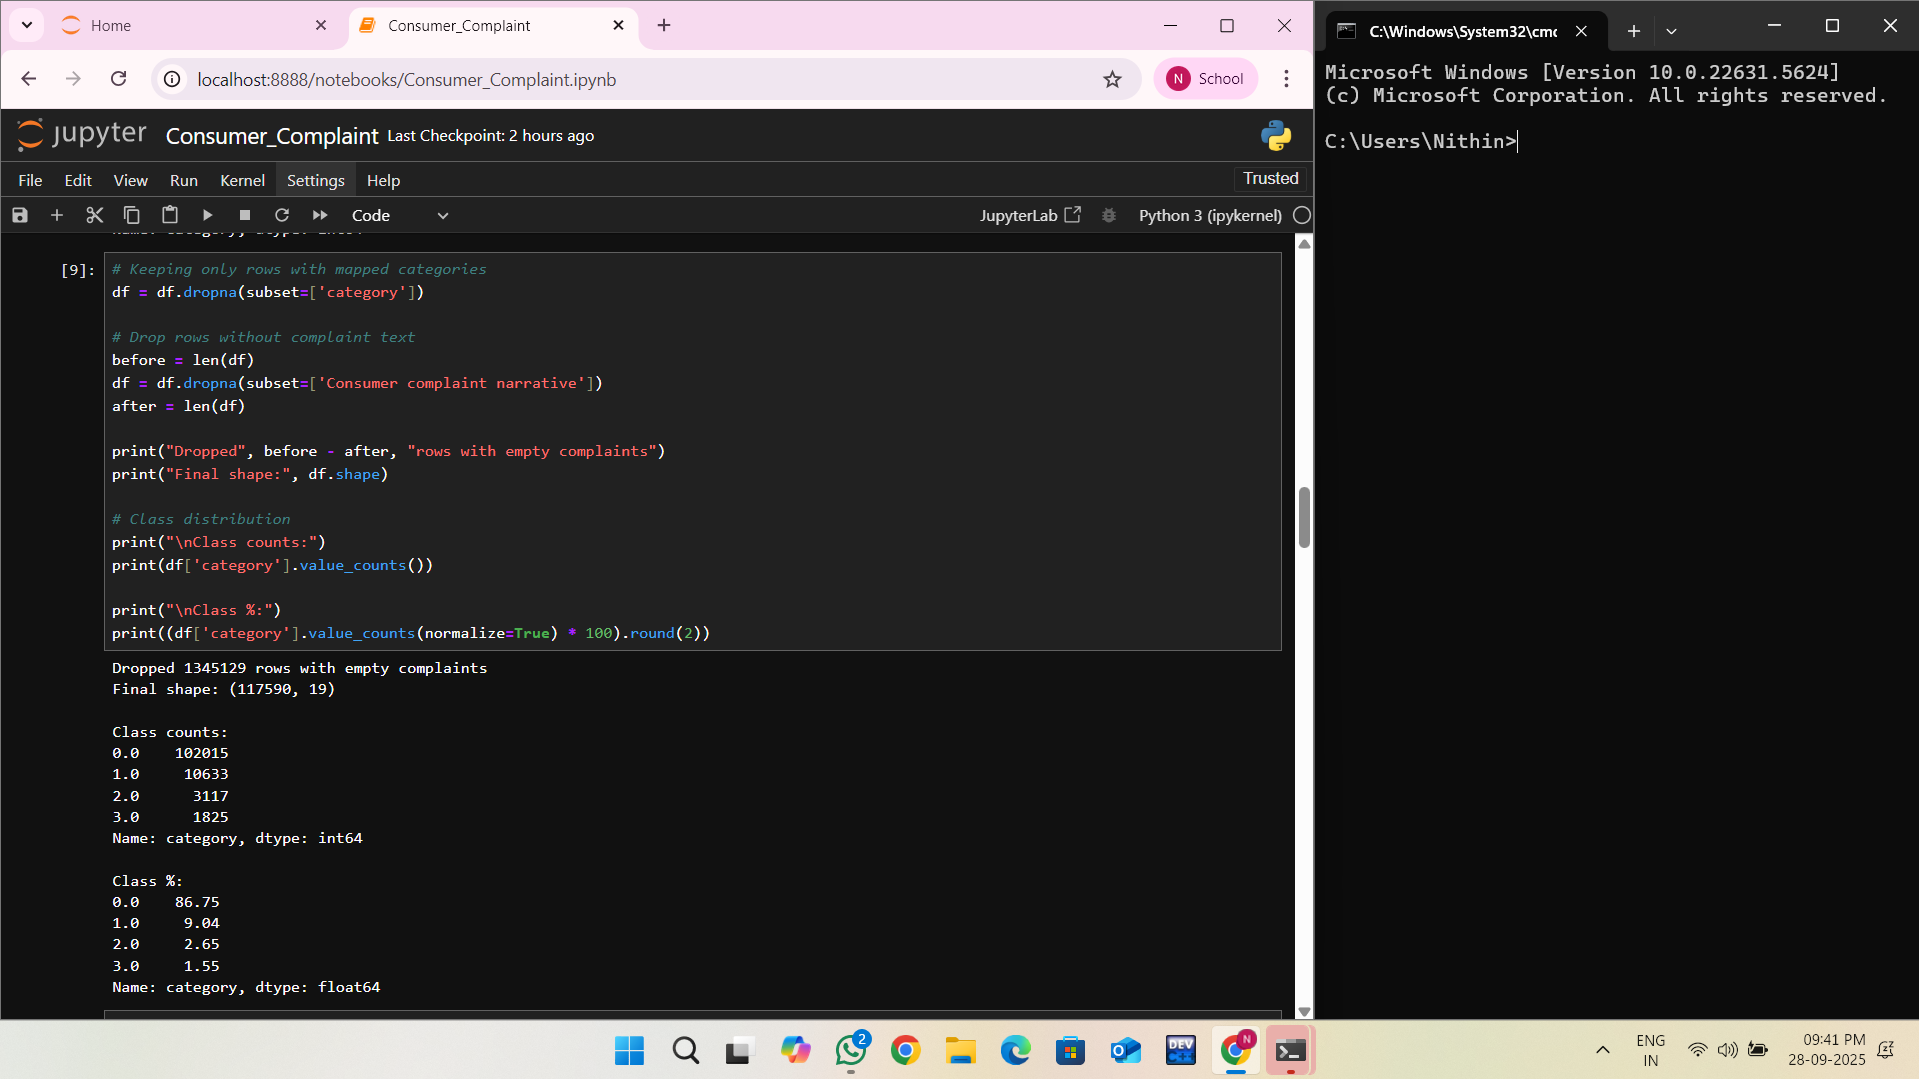 Home
Consumer_Complaint
localhost:8888/notebooks/Consumer_Complaint.ipynb
N School
jupyter Consumer_Complaint Last Checkpoint: 2 hours ago
File Edit View Run Kernel Settings Help Trusted
Code JupyterLab Python 3 (ipykernel)
[9]: # Keeping only rows with mapped categories
df = df.dropna(subset=['category'])
# Drop rows without complaint text
before = len(df)
df = df.dropna(subset=['Consumer complaint narrative'])
after = len(df)
print("Dropped", before - after, "rows with empty complaints")
print("Final shape:", df.shape)
# Class distribution
print("\nClass counts:")
print(df['category'].value_counts())
print("\nClass %:")
print((df['category'].value_counts(normalize=True) * 100).round(2))
Dropped 1345129 rows with empty complaints
Final shape: (117590, 19)
Class counts:
0.0 102015
1.0 10633
2.0 3117
3.0 1825
Name: category, dtype: int64
Class %:
0.0 86.75
1.0 9.04
2.0 2.65
3.0 1.55
Name: category, dtype: float64
C:\Windows\System32\cmd
Microsoft Windows [Version 10.0.22631.5624]
(c) Microsoft Corporation. All rights reserved.
C:\Users\Nithin>
2
DEV
C++
N
ENG
IN
09:41 PM
28-09-2025